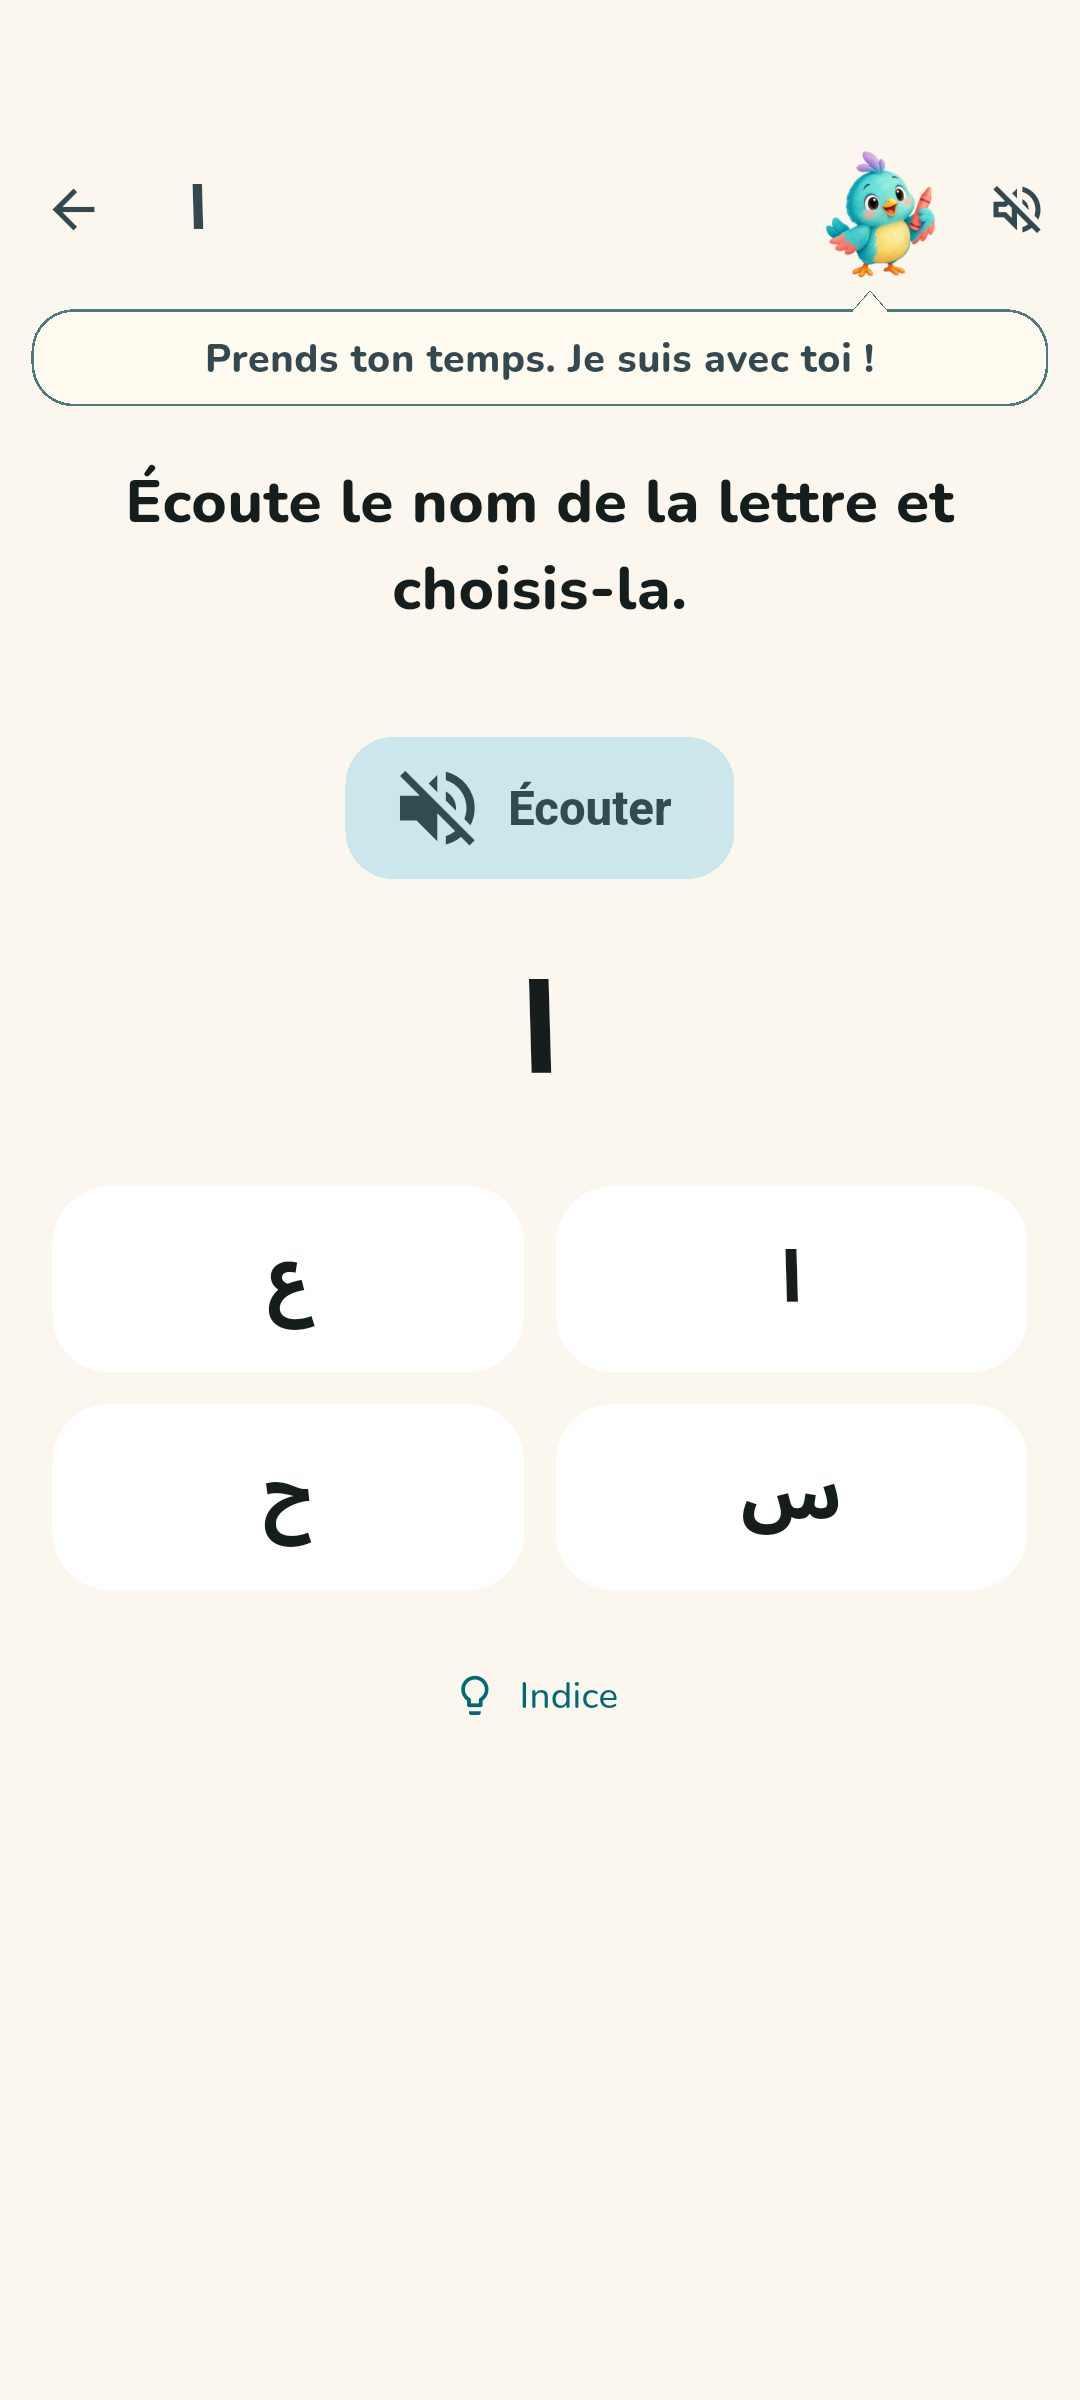 ا
Prends ton temps. Je suis avec toi !
Écoute le nom de la lettre et
choisis-la.
Écouter
ا
ع
ا
ح
س
Indice